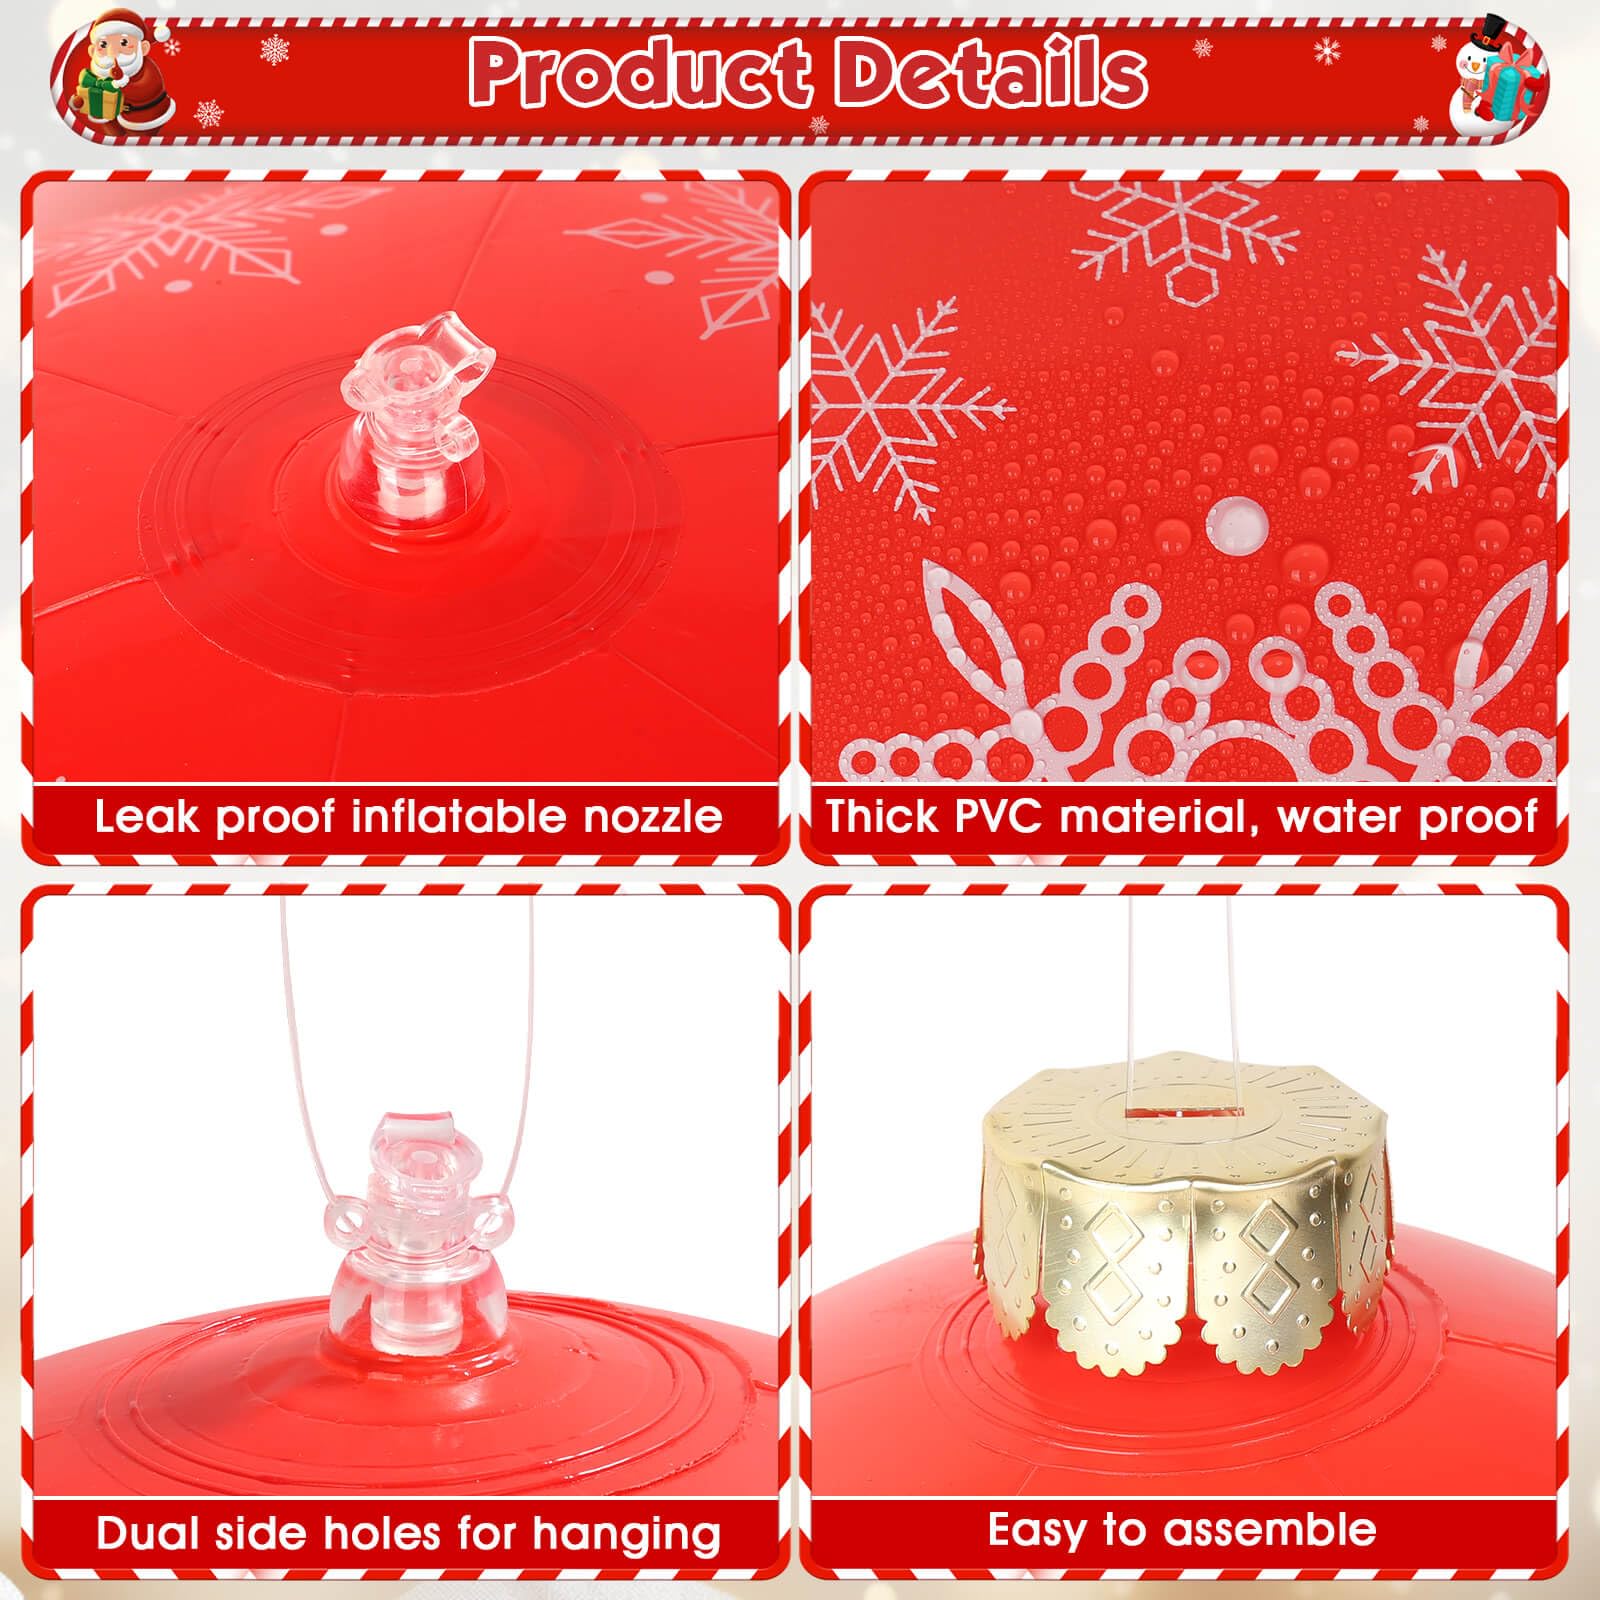 Product Details
Leak proof inflatable nozzle
Thick PVC material, water proof
Dual side holes for hanging
Easy to assemble